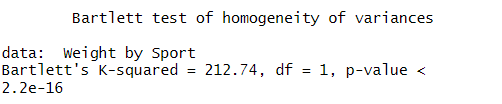 Bartlett test of homogeneity of variances
data:  Weight by Sport
Bartlett's K-squared = 212.74, df = 1, p-value <
2.2e-16